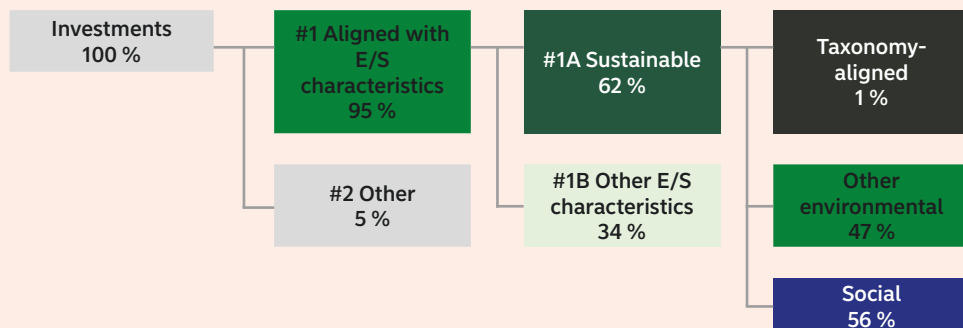 Investments
100 %
#1 Aligned with
E/S
characteristics
95 %
#2 Other
5 %
#1A Sustainable
62 %
#1B Other E/S
characteristics
34 %
Taxonomy-
aligned
1 %
Other
environmental
47 %
Social
56 %